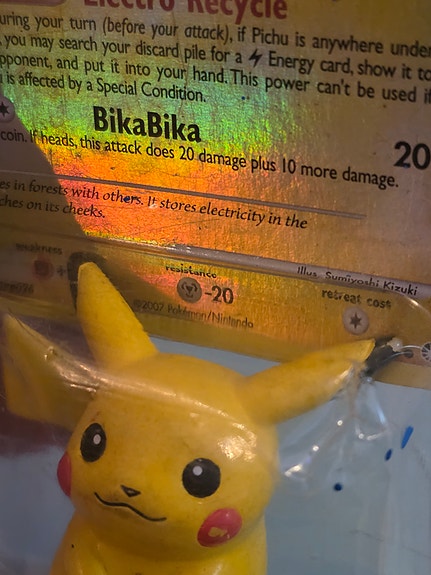 Electro Recycle
uring your turn (before your attack), if Pichu is anywhere under
, you may search your discard pile for a Energy card, show it to
pponent, and put it into your hand. This power can't be used if
is affected by a Special Condition.
BikaBika 20
coin. If heads, this attack does 20 damage plus 10 more damage.
es in forests with others. It stores electricity in the
ches on its cheeks.
Illus. Sumiyoshi Kizuki
weakness resistance retreat cost
+ -20
©2007 Pokémon/Nintendo